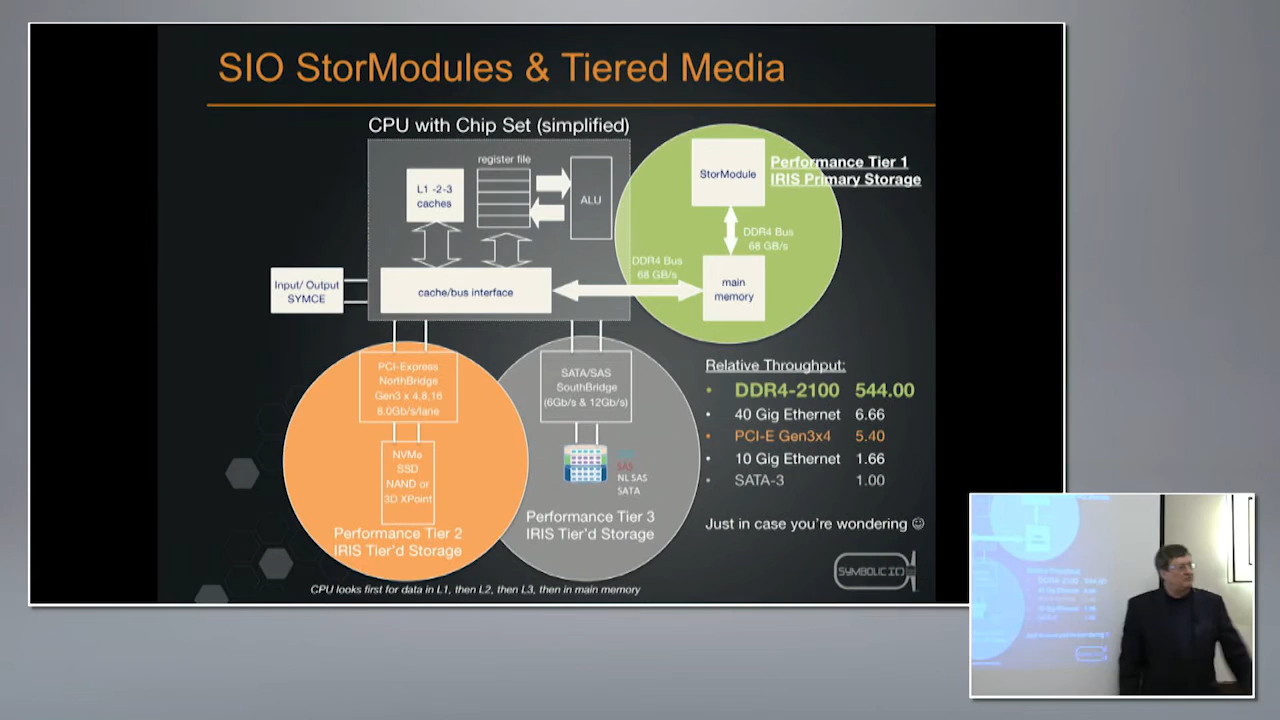 SIO StorModules & Tiered Media
CPU with Chip Set (simplified)
register file
L1 -2-3
caches
ALU
StorModule
Performance Tier 1
IRIS Primary Storage
DDR4 Bus
68 GB/s
DDR4 Bus
68 GB/s
main
memory
Input/ Output
SYMCE
cache/bus interface
PCI-Express
NorthBridge
Gen3 x 4,8,16
8.0Gb/s/lane
SATA/SAS
SouthBridge
(6Gb/s & 12Gb/s)
NVMe
SSD
NAND or
3D XPoint
SAS
NL SAS
SATA
Performance Tier 2
IRIS Tier'd Storage
Performance Tier 3
IRIS Tier'd Storage
Relative Throughput:
• DDR4-2100 544.00
• 40 Gig Ethernet 6.66
• PCI-E Gen3x4 5.40
• 10 Gig Ethernet 1.66
• SATA-3 1.00
Just in case you're wondering ☺
SYMBOLIC IO
CPU looks first for data in L1, then L2, then L3, then in main memory